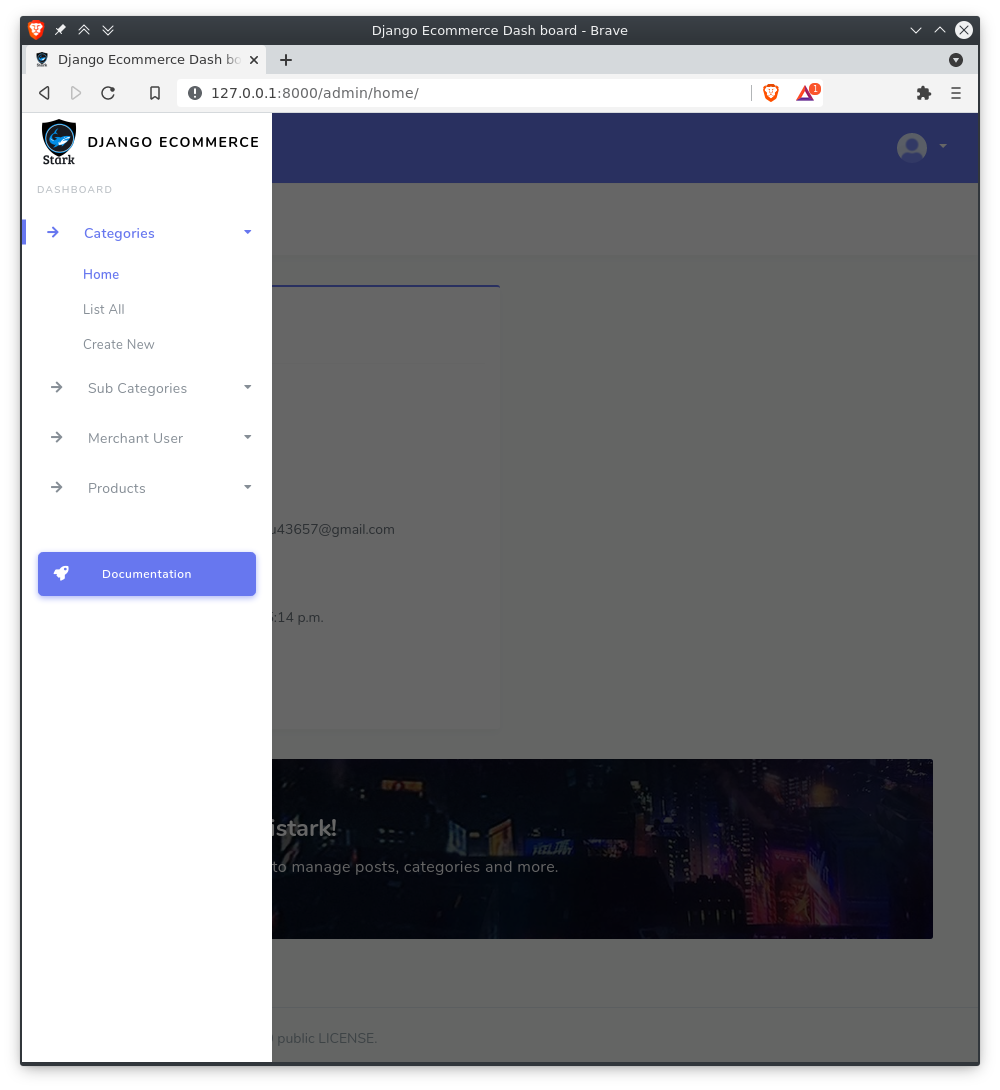 Django Ecommerce Dash board - Brave
Django Ecommerce Dash bo
127.0.0.1:8000/admin/home/
1
Stark
DJANGO ECOMMERCE
DASHBOARD
Categories
Home
List All
Create New
Sub Categories
Merchant User
Products
u43657@gmail.com
Documentation
:14 p.m.
istark!
to manage posts, categories and more.
public LICENSE.